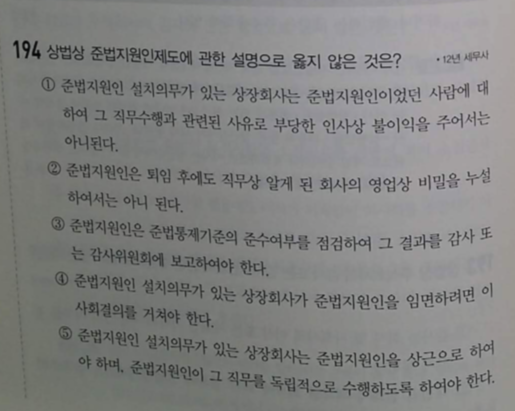 194 상법상 준법지원인제도에 관한 설명으로 옳지 않은 것은? • 12년 세무사
① 준법지원인 설치의무가 있는 상장회사는 준법지원인이었던 사람에 대
하여 그 직무수행과 관련된 사유로 부당한 인사상 불이익을 주어서는
아니된다.
② 준법지원인은 퇴임 후에도 직무상 알게 된 회사의 영업상 비밀을 누설
하여서는 아니 된다.
③ 준법지원인은 준법통제기준의 준수여부를 점검하여 그 결과를 감사 또
는 감사위원회에 보고하여야 한다.
④ 준법지원인 설치의무가 있는 상장회사가 준법지원인을 임면하려면 이
사회결의를 거쳐야 한다.
⑤ 준법지원인 설치의무가 있는 상장회사는 준법지원인을 상근으로 하여
야 하며, 준법지원인이 그 직무를 독립적으로 수행하도록 하여야 한다.